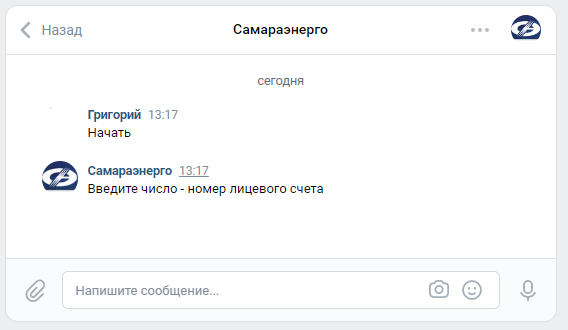 Назад
Самараэнерго
сегодня
Григорий 13:17
Начать
Самараэнерго 13:17
Введите число - номер лицевого счета
Напишите сообщение...